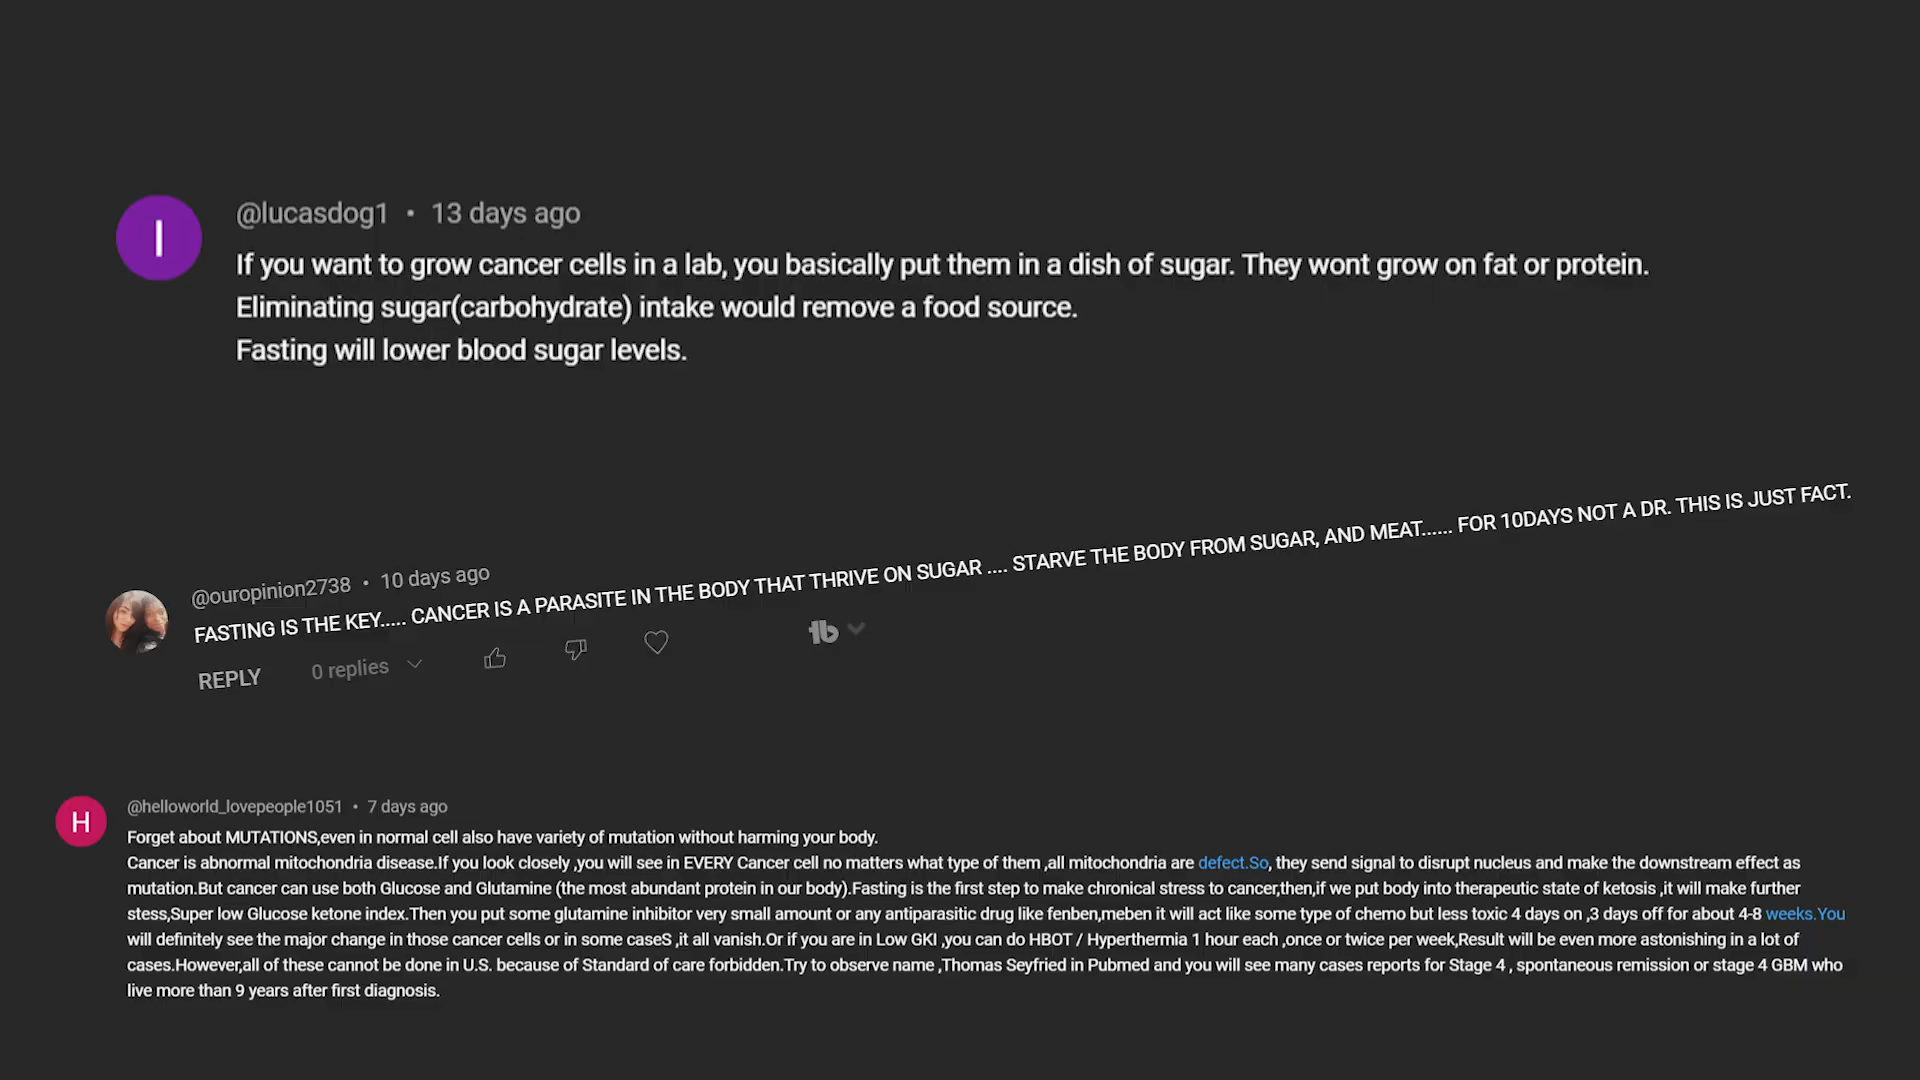 I
@lucasdog1 • 13 days ago
If you want to grow cancer cells in a lab, you basically put them in a dish of sugar. They wont grow on fat or protein.
Eliminating sugar(carbohydrate) intake would remove a food source.
Fasting will lower blood sugar levels.
@ouropinion2738 • 10 days ago
FASTING IS THE KEY..... CANCER IS A PARASITE IN THE BODY THAT THRIVE ON SUGAR .... STARVE THE BODY FROM SUGAR, AND MEAT...... FOR 10DAYS NOT A DR. THIS IS JUST FACT.
REPLY 0 replies tb
H
@helloworld_lovepeople1051 • 7 days ago
Forget about MUTATIONS,even in normal cell also have variety of mutation without harming your body.
Cancer is abnormal mitochondria disease.If you look closely ,you will see in EVERY Cancer cell no matters what type of them ,all mitochondria are defect.So, they send signal to disrupt nucleus and make the downstream effect as
mutation.But cancer can use both Glucose and Glutamine (the most abundant protein in our body).Fasting is the first step to make chronical stress to cancer,then,if we put body into therapeutic state of ketosis ,it will make further
stess,Super low Glucose ketone index.Then you put some glutamine inhibitor very small amount or any antiparasitic drug like fenben,meben it will act like some type of chemo but less toxic 4 days on ,3 days off for about 4-8 weeks.You
will definitely see the major change in those cancer cells or in some caseS ,it all vanish.Or if you are in Low GKI ,you can do HBOT / Hyperthermia 1 hour each ,once or twice per week,Result will be even more astonishing in a lot of
cases.However,all of these cannot be done in U.S. because of Standard of care forbidden.Try to observe name ,Thomas Seyfried in Pubmed and you will see many cases reports for Stage 4 , spontaneous remission or stage 4 GBM who
live more than 9 years after first diagnosis.